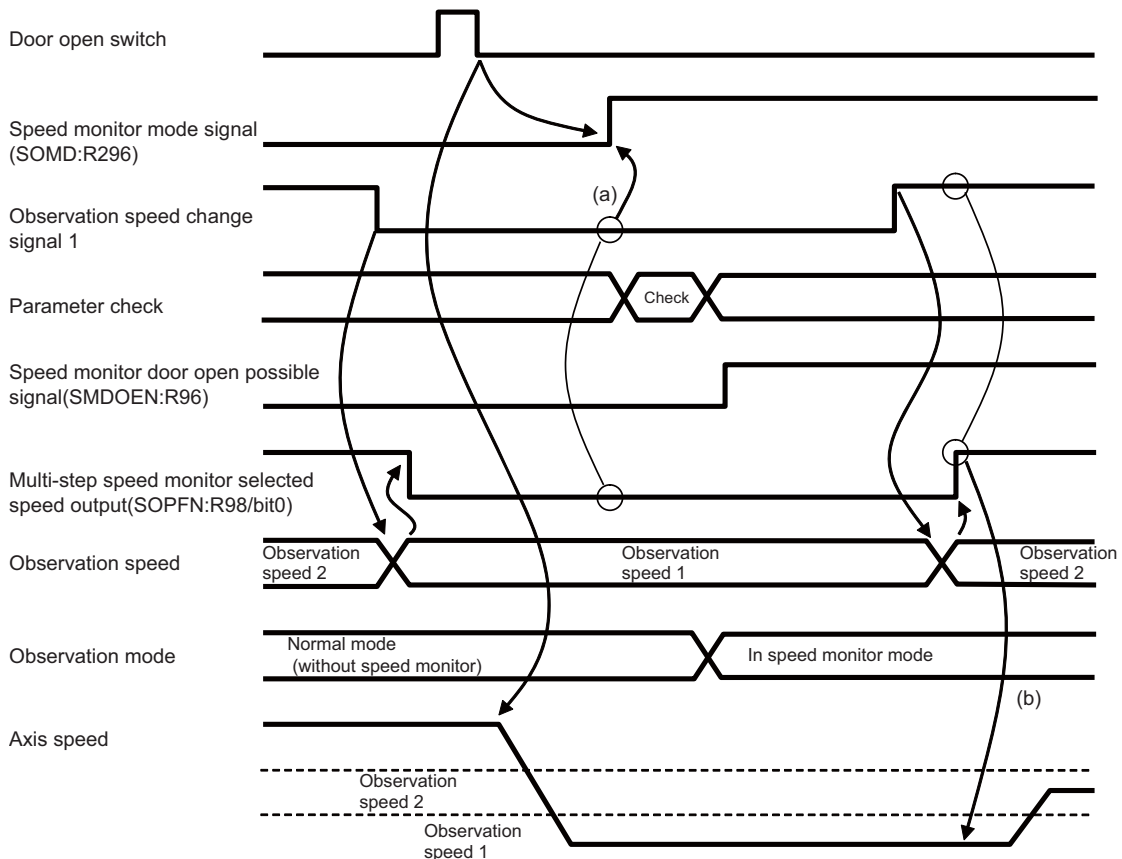 Door open switch
Speed monitor mode signal
(SOMD:R296)
(a)
Observation speed change
signal 1
Parameter check
Check
Speed monitor door open possible
signal(SMDOEN:R96)
Multi-step speed monitor selected
speed output(SOPFN:R98/bit0)
Observation speed
Observation
speed 2
Observation
speed 1
Observation
speed 2
Observation mode
Normal mode
(without speed monitor)
In speed monitor mode
(b)
Axis speed
Observation
speed 2
Observation
speed 1